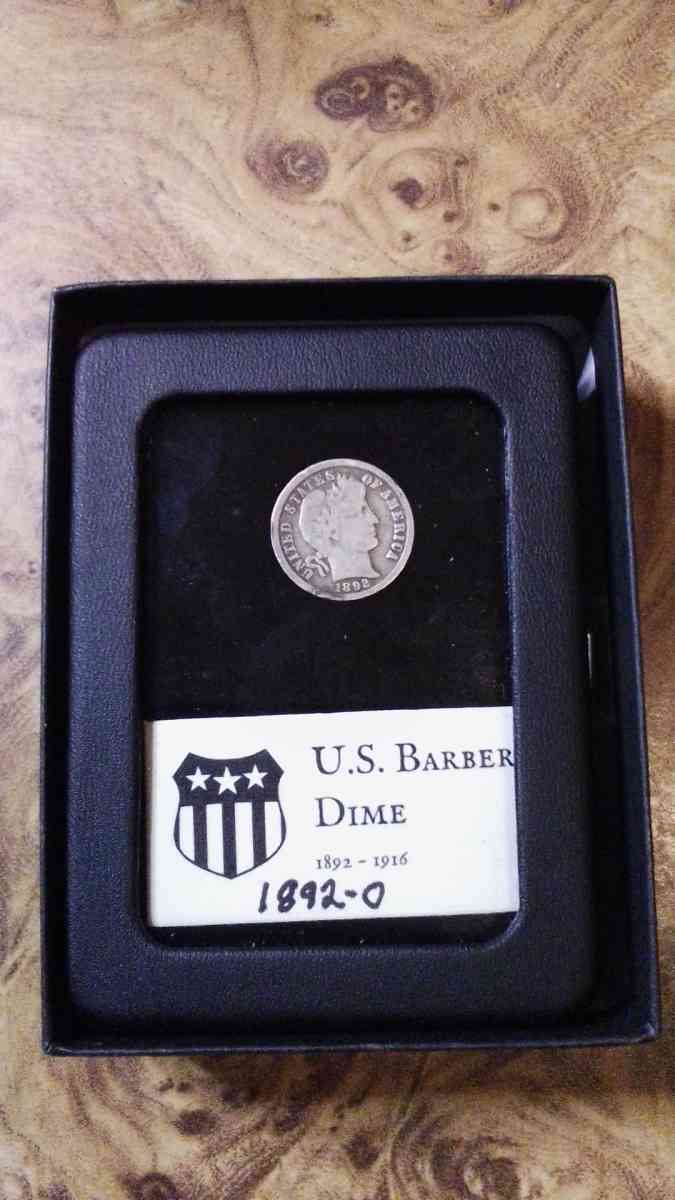 UNITED STATES OF AMERICA
1892
U.S. BARBER
DIME
1892 – 1916
1892-O